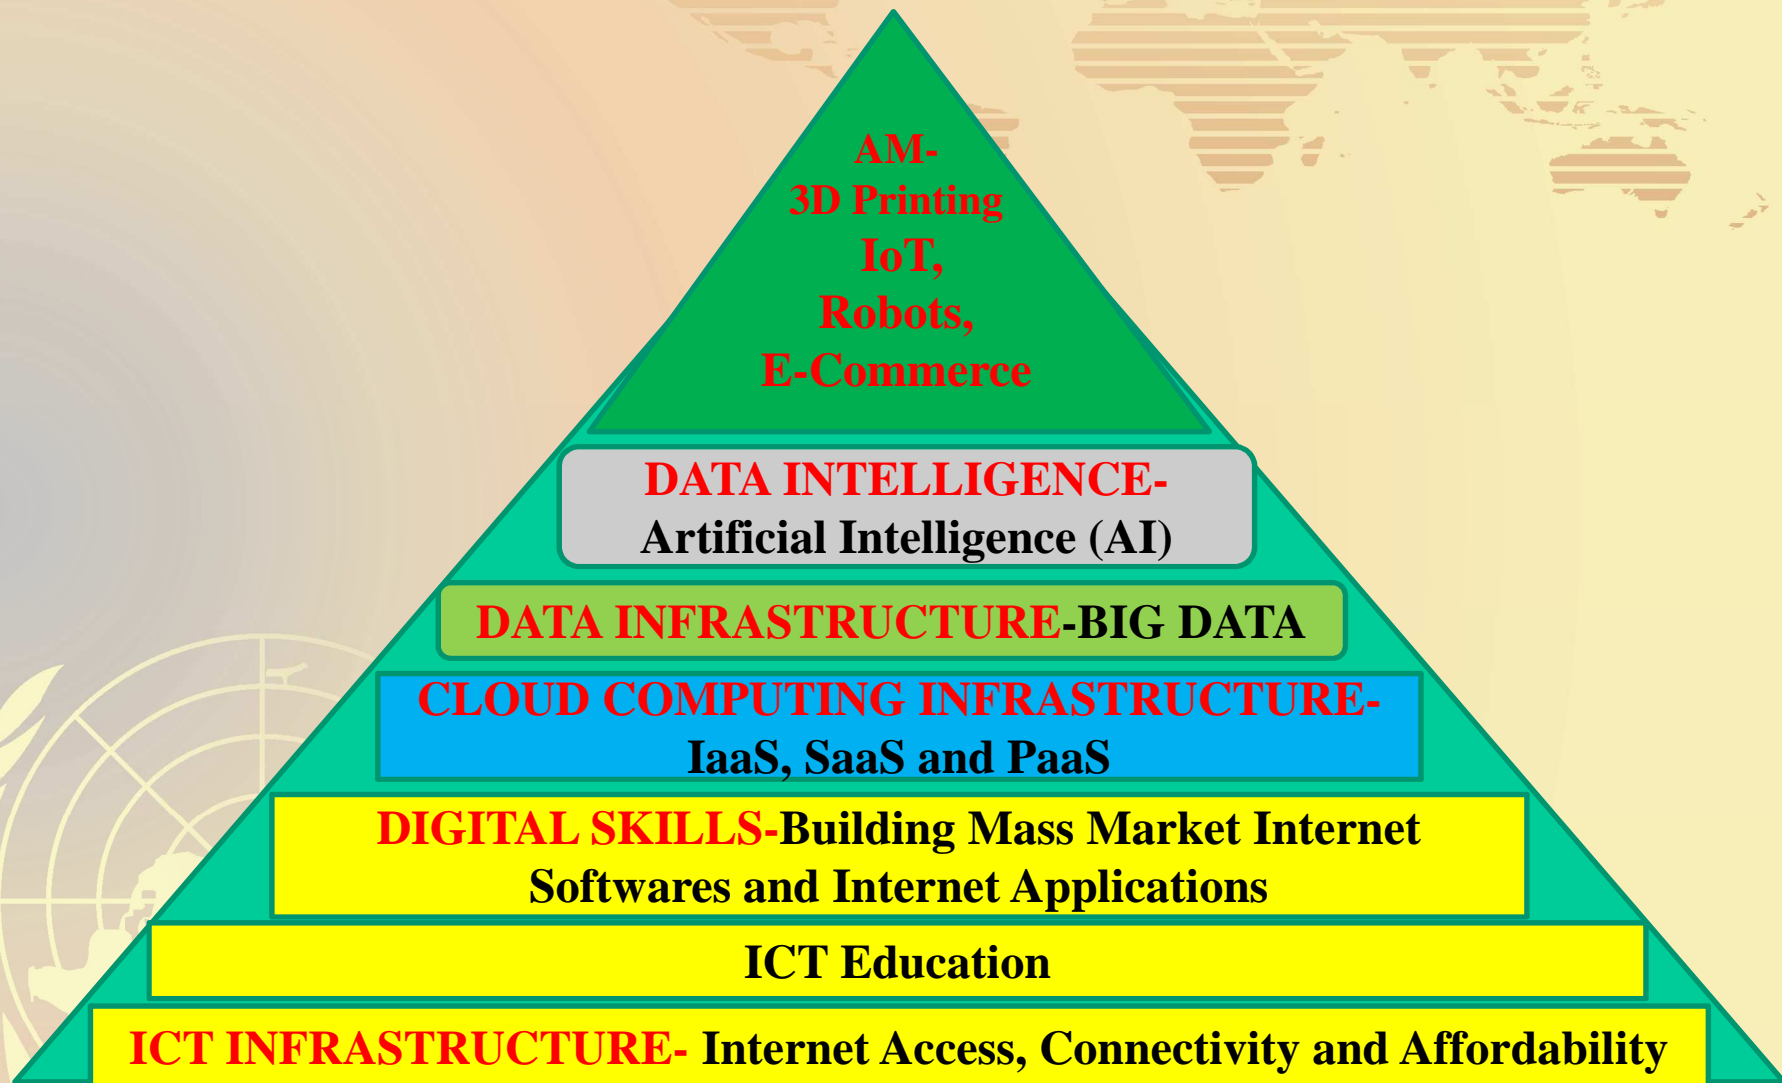 AM-
3D Printing
IoT,
Robots,
E-Commerce
DATA INTELLIGENCE-
Artificial Intelligence (AI)
DATA INFRASTRUCTURE-BIG DATA
CLOUD COMPUTING INFRASTRUCTURE-
IaaS, SaaS and PaaS
DIGITAL SKILLS-Building Mass Market Internet
Softwares and Internet Applications
ICT Education
ICT INFRASTRUCTURE- Internet Access, Connectivity and Affordability